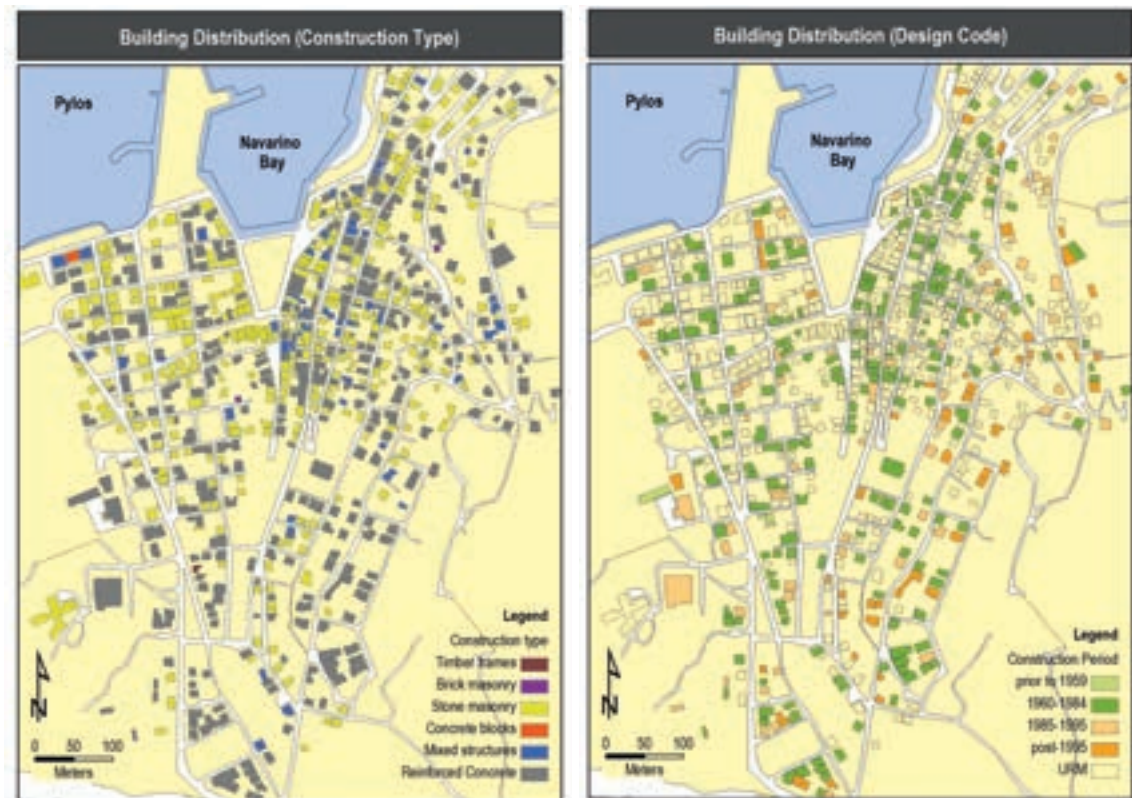 Building Distribution (Construction Type)
Pylos
Navarino
Bay
Legend
Construction type
Timber frames
Brick masonry
Stone masonry
Concrete blocks
Mixed structures
Reinforced Concrete
N
0 50 100
Meters
Building Distribution (Design Code)
Pylos
Navarino
Bay
Legend
Construction Period
prior to 1959
1960-1984
1985-1995
post-1995
URM
N
0 50 100
Meters